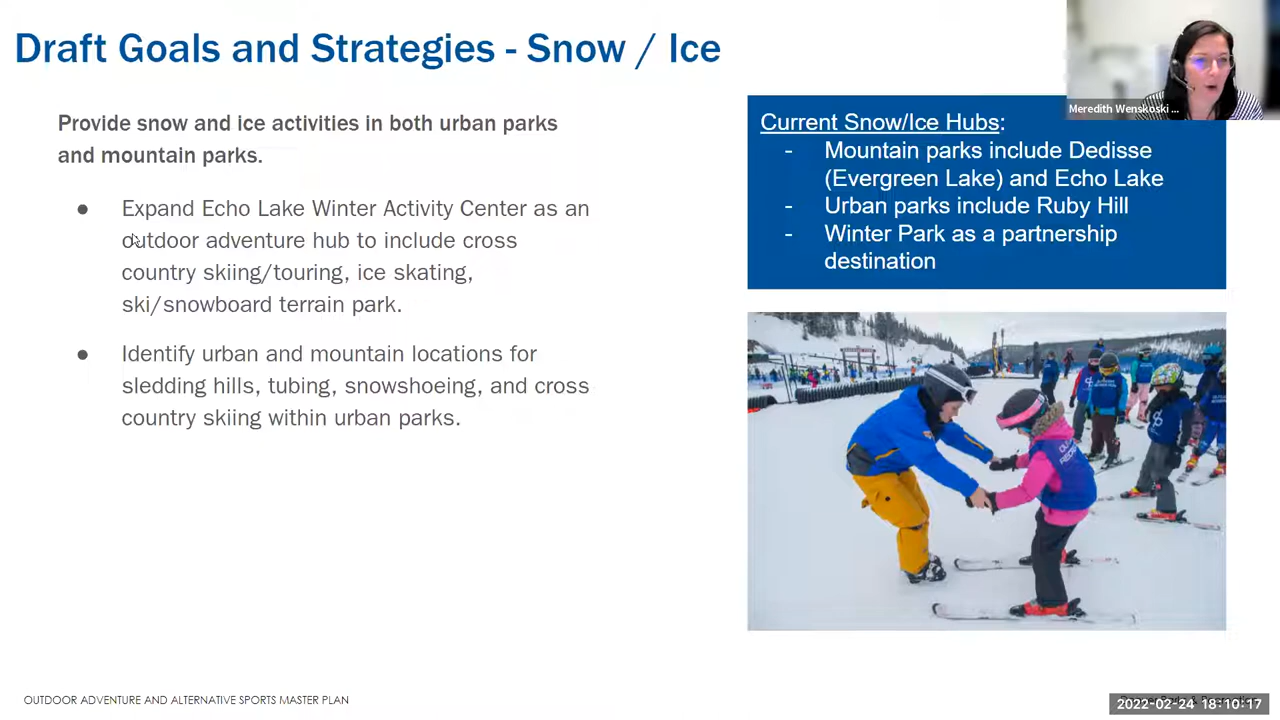 Draft Goals and Strategies - Snow / Ice
Meredith Wenskoski ...
Provide snow and ice activities in both urban parks
and mountain parks.
● Expand Echo Lake Winter Activity Center as an
outdoor adventure hub to include cross
country skiing/touring, ice skating,
ski/snowboard terrain park.
● Identify urban and mountain locations for
sledding hills, tubing, snowshoeing, and cross
country skiing within urban parks.
Current Snow/Ice Hubs:
- Mountain parks include Dedisse
(Evergreen Lake) and Echo Lake
- Urban parks include Ruby Hill
- Winter Park as a partnership
destination
OUTDOOR ADVENTURE AND ALTERNATIVE SPORTS MASTER PLAN
2022-02-24 18:10:17